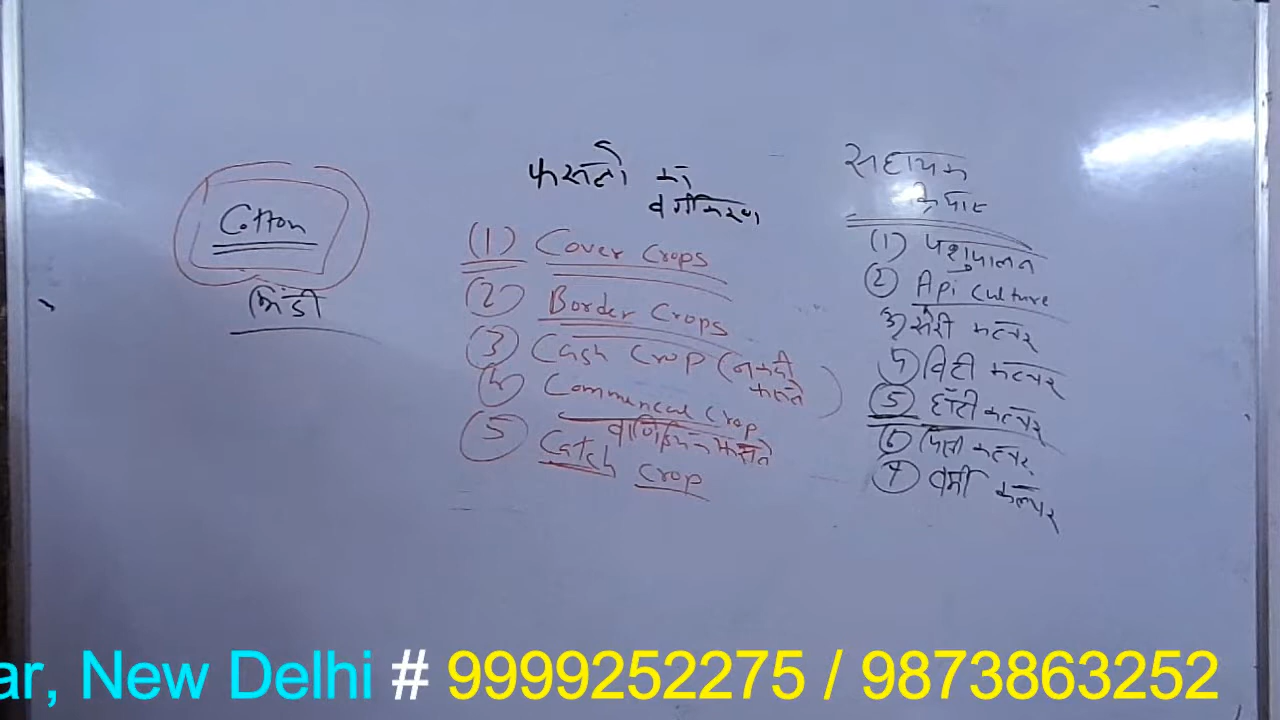 Cotton
भिंडी
फसलों का
वर्गीकरण
(1) Cover Crops
(2) Border Crops
(3) Cash Crop (नकदी
फसलें)
(4) Commerical Crop
वाणिज्यिक फसलें
(5) Catch Crop
सहायक
(1) पशुपालन
(2) Api Culture
3) सेरी कल्चर
(4) विटी कल्चर
(5) हॉर्टी कल्चर
(6) पिसी कल्चर
(7) वर्मी कल्चर
ar, New Delhi # 9999252275 / 9873863252